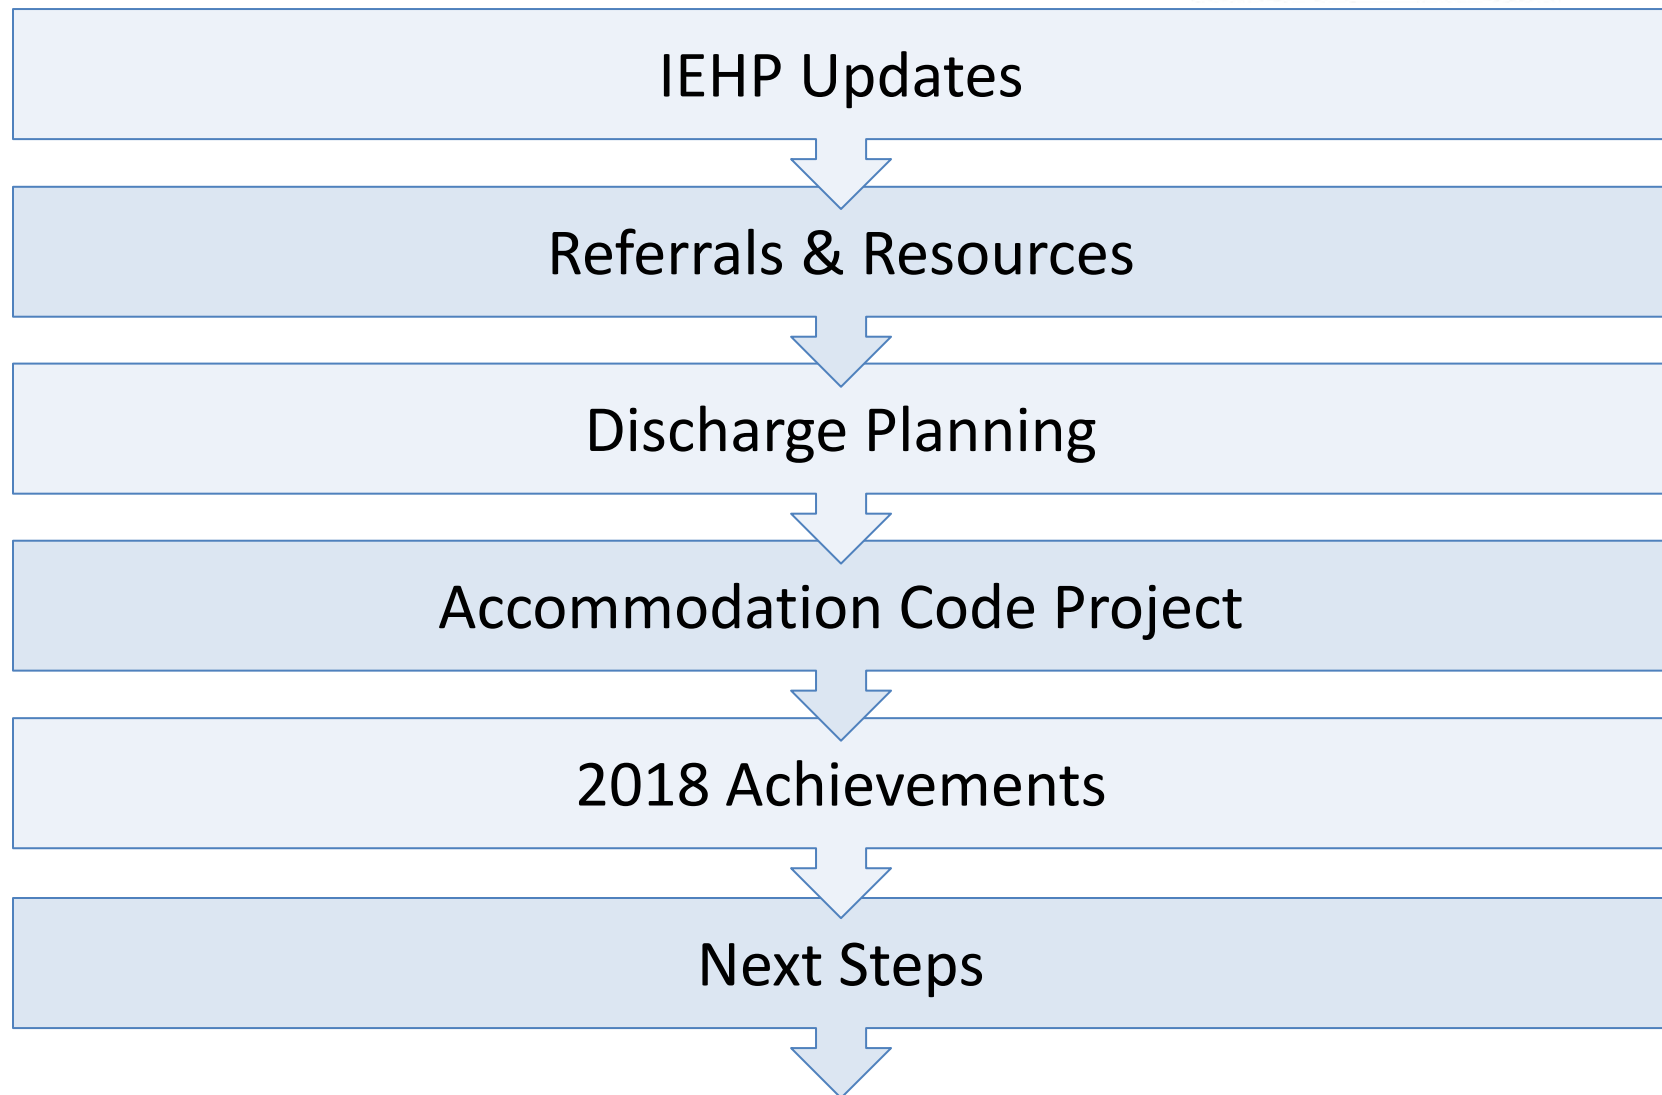 IEHP Updates
Referrals & Resources
Discharge Planning
Accommodation Code Project
2018 Achievements
Next Steps